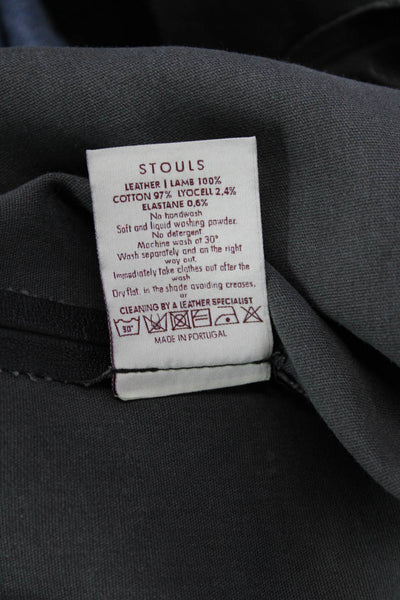 STOULS
LEATHER | LAMB 100%
COTTON 97% LYOCELL 2,4%
ELASTANE 0,6%
No handwash
Soft and liquid washing powder.
No detergent
Machine wash at 30°
Wash separately and on the right
way out.
Immediately take clothes out after the
wash
Dry flat, in the shade avoiding creases,
or
CLEANING BY A LEATHER SPECIALIST
30°
MADE IN PORTUGAL